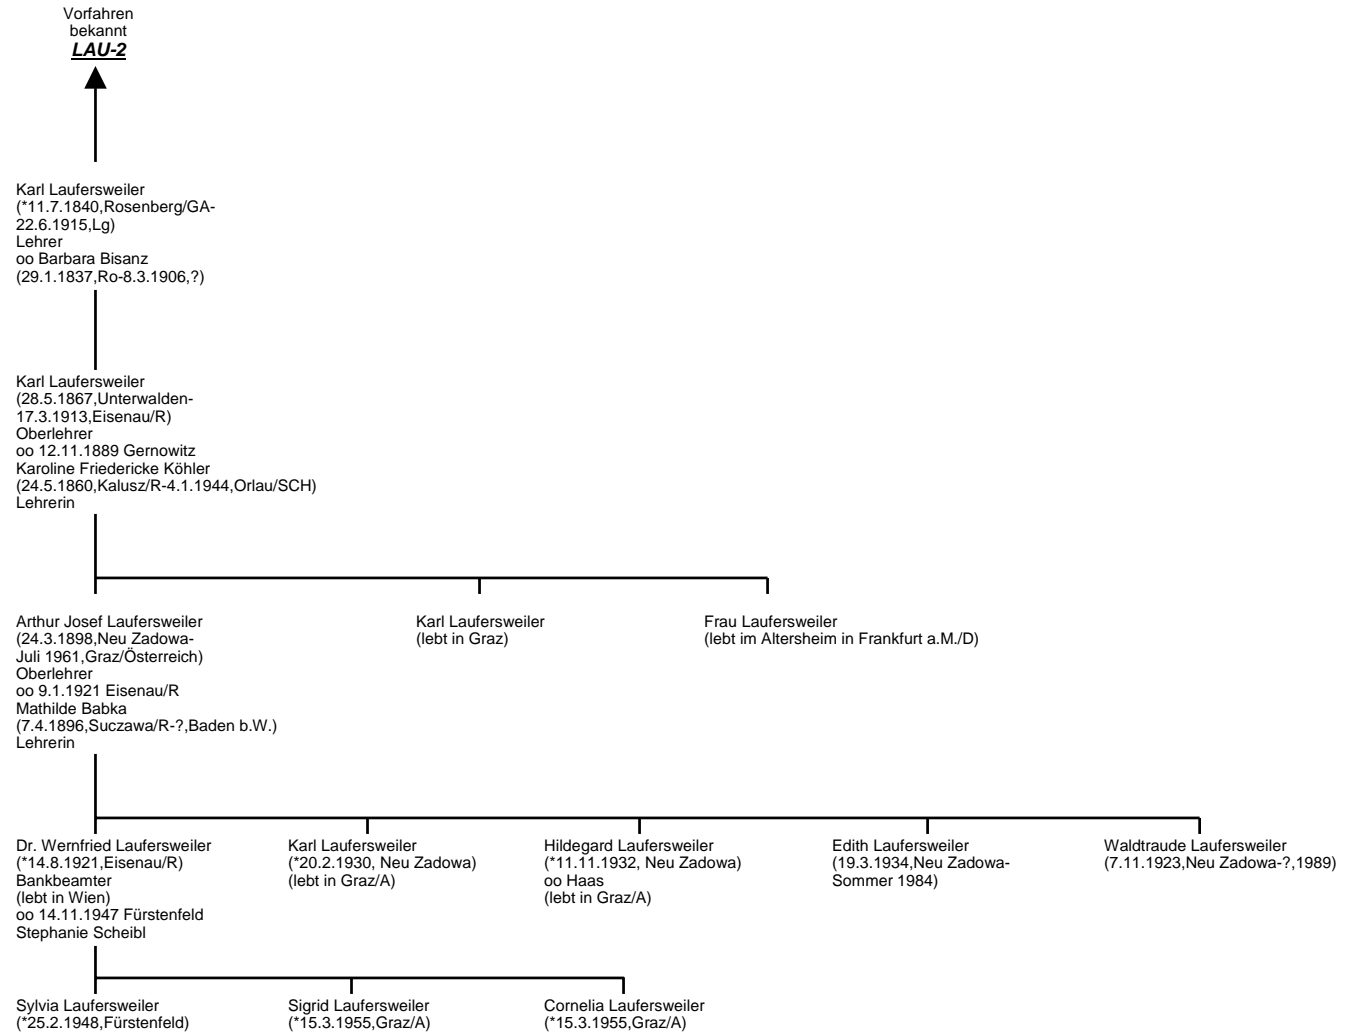 Vorfahren
bekannt
LAU-2
Karl Laufersweiler
(*11.7.1840,Rosenberg/GA-
22.6.1915,Lg)
Lehrer
oo Barbara Bisanz
(29.1.1837,Ro-8.3.1906,?)
Karl Laufersweiler
(28.5.1867,Unterwalden-
17.3.1913,Eisenau/R)
Oberlehrer
oo 12.11.1889 Gernowitz
Karoline Friedericke Köhler
(24.5.1860,Kalusz/R-4.1.1944,Orlau/SCH)
Lehrerin
Arthur Josef Laufersweiler
(24.3.1898,Neu Zadowa-
Juli 1961,Graz/Österreich)
Oberlehrer
oo 9.1.1921 Eisenau/R
Mathilde Babka
(7.4.1896,Suczawa/R-?,Baden b.W.)
Lehrerin
Karl Laufersweiler
(lebt in Graz)
Frau Laufersweiler
(lebt im Altersheim in Frankfurt a.M./D)
Dr. Wernfried Laufersweiler
(*14.8.1921,Eisenau/R)
Bankbeamter
(lebt in Wien)
oo 14.11.1947 Fürstenfeld
Stephanie Scheibl
Karl Laufersweiler
(*20.2.1930, Neu Zadowa)
(lebt in Graz/A)
Hildegard Laufersweiler
(*11.11.1932, Neu Zadowa)
oo Haas
(lebt in Graz/A)
Edith Laufersweiler
(19.3.1934,Neu Zadowa-
Sommer 1984)
Waldtraude Laufersweiler
(7.11.1923,Neu Zadowa-?,1989)
Sylvia Laufersweiler
(*25.2.1948,Fürstenfeld)
Sigrid Laufersweiler
(*15.3.1955,Graz/A)
Cornelia Laufersweiler
(*15.3.1955,Graz/A)